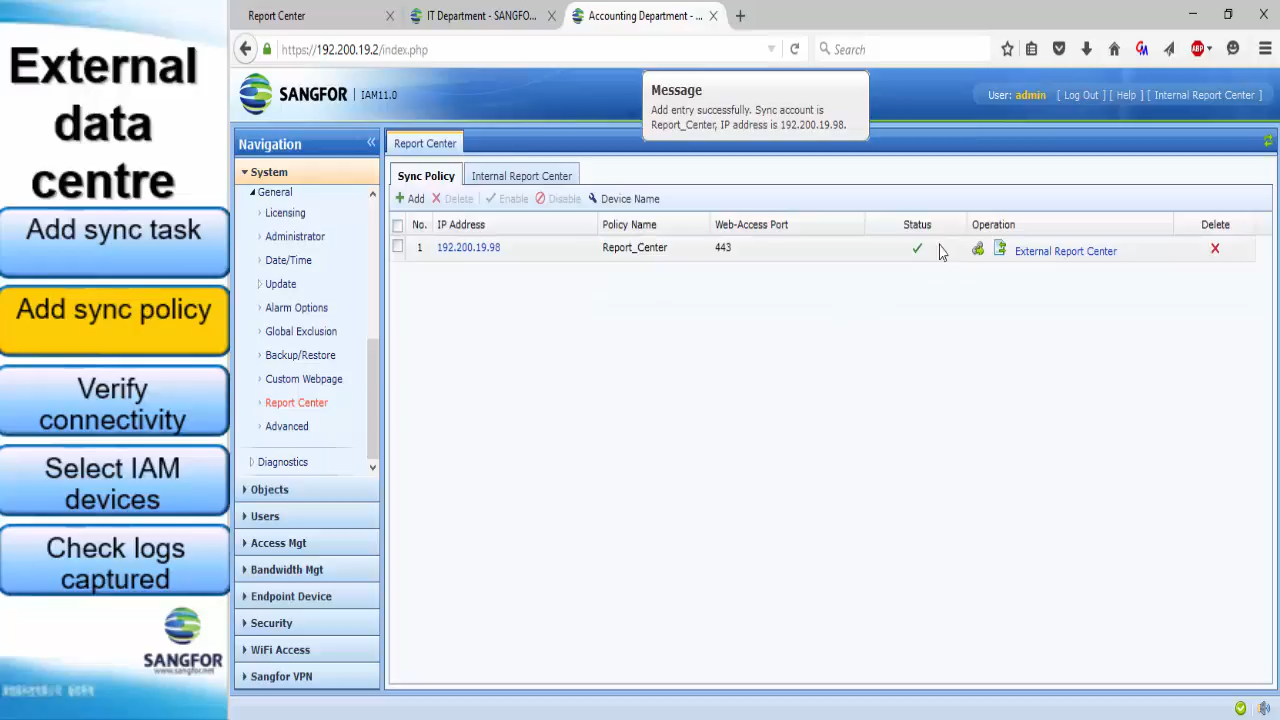 External
data
centre
Add sync task
Add sync policy
Verify
connectivity
Select IAM
devices
Check logs
captured
SANGFOR
www.sangfor.net
Report Center
IT Department - SANGFO...
Accounting Department - ...
https://192.200.19.2/index.php
Search
ABP
SANGFOR | IAM11.0
Message
Add entry successfully. Sync account is
Report_Center, IP address is 192.200.19.98.
User: admin [ Log Out ] [ Help ] [ Internal Report Center ]
Navigation
System
General
Licensing
Administrator
Date/Time
Update
Alarm Options
Global Exclusion
Backup/Restore
Custom Webpage
Report Center
Advanced
Diagnostics
Objects
Users
Access Mgt
Bandwidth Mgt
Endpoint Device
Security
WiFi Access
Sangfor VPN
Report Center
Sync Policy
Internal Report Center
Add Delete Enable Disable Device Name
No. IP Address Policy Name Web-Access Port Status Operation Delete
1 192.200.19.98 Report_Center 443 External Report Center